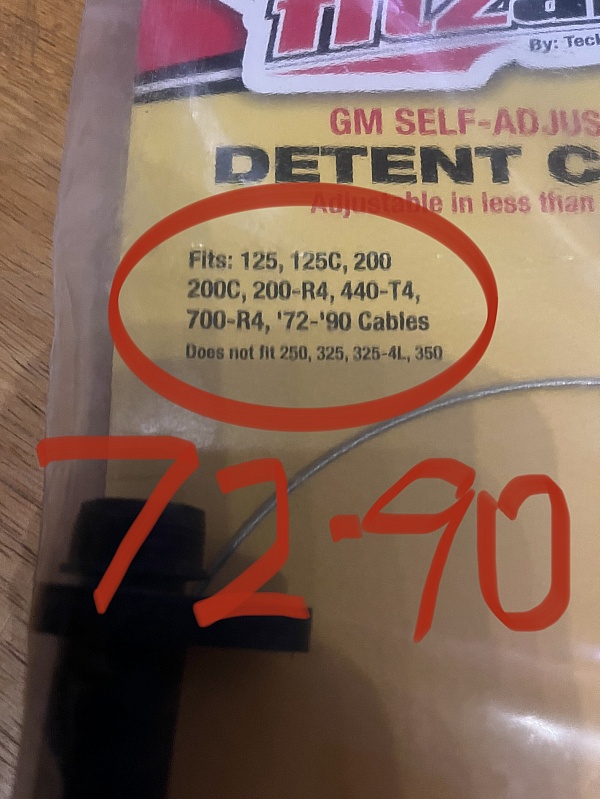 By: Tech
GM SELF-ADJUS
DETENT C
Adjustable in less than
Fits: 125, 125C, 200
200C, 200-R4, 440-T4,
700-R4, '72-'90 Cables
Does not fit 250, 325, 325-4L, 350
72-90